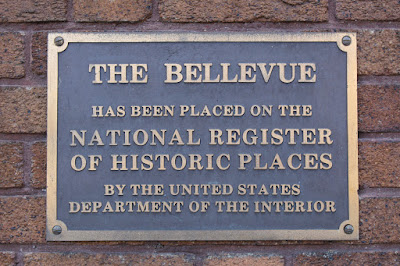 THE BELLEVUE
HAS BEEN PLACED ON THE
NATIONAL REGISTER
OF HISTORIC PLACES
BY THE UNITED STATES
DEPARTMENT OF THE INTERIOR